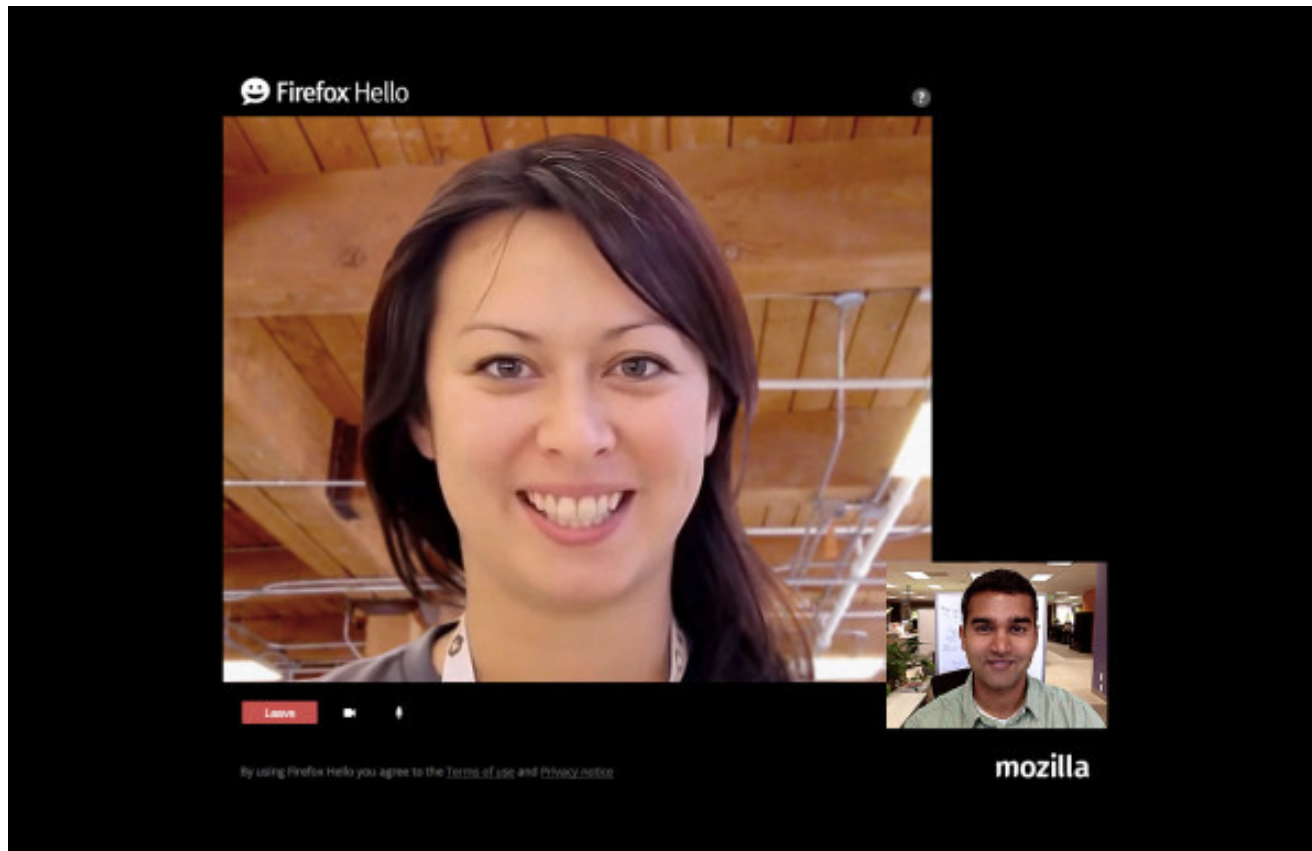 Firefox Hello
?
Leave
By using Firefox Hello you agree to the Terms of use and Privacy notice
mozilla